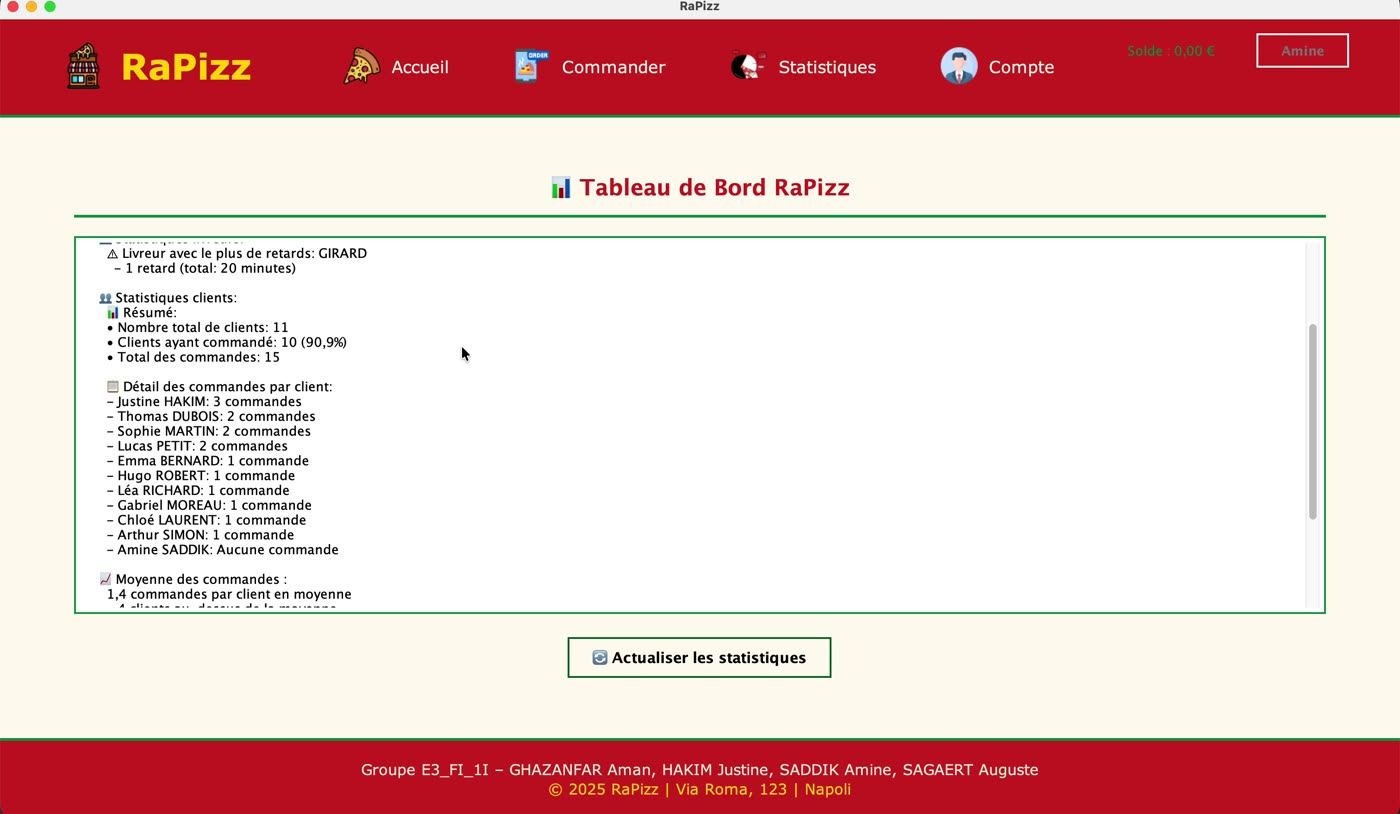 RaPizz
RaPizz
Accueil
ORDER
Commander
Statistiques
Compte
Solde : 0,00 €
Amine
Tableau de Bord RaPizz
⚠ Livreur avec le plus de retards: GIRARD
– 1 retard (total: 20 minutes)
Statistiques clients:
Résumé:
• Nombre total de clients: 11
• Clients ayant commandé: 10 (90,9%)
• Total des commandes: 15
Détail des commandes par client:
– Justine HAKIM: 3 commandes
– Thomas DUBOIS: 2 commandes
– Sophie MARTIN: 2 commandes
– Lucas PETIT: 2 commandes
– Emma BERNARD: 1 commande
– Hugo ROBERT: 1 commande
– Léa RICHARD: 1 commande
– Gabriel MOREAU: 1 commande
– Chloé LAURENT: 1 commande
– Arthur SIMON: 1 commande
– Amine SADDIK: Aucune commande
Moyenne des commandes :
1,4 commandes par client en moyenne
Actualiser les statistiques
Groupe E3_FI_1I – GHAZANFAR Aman, HAKIM Justine, SADDIK Amine, SAGAERT Auguste
© 2025 RaPizz | Via Roma, 123 | Napoli